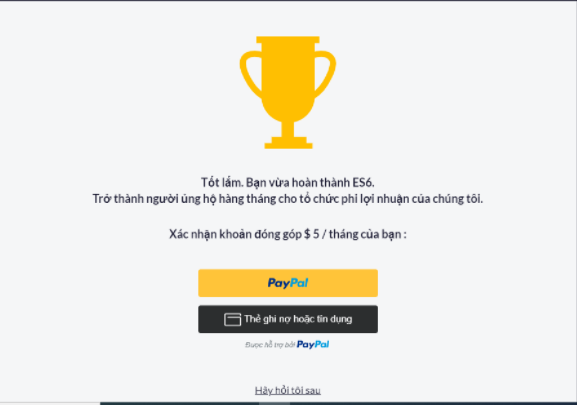 Tốt lắm. Bạn vừa hoàn thành ES6.
Trở thành người ủng hộ hàng tháng cho tổ chức phi lợi nhuận của chúng tôi.
Xác nhận khoản đóng góp $ 5 / tháng của bạn :
PayPal
Thẻ ghi nợ hoặc tín dụng
Được hỗ trợ bởi PayPal
Hãy hỏi tôi sau